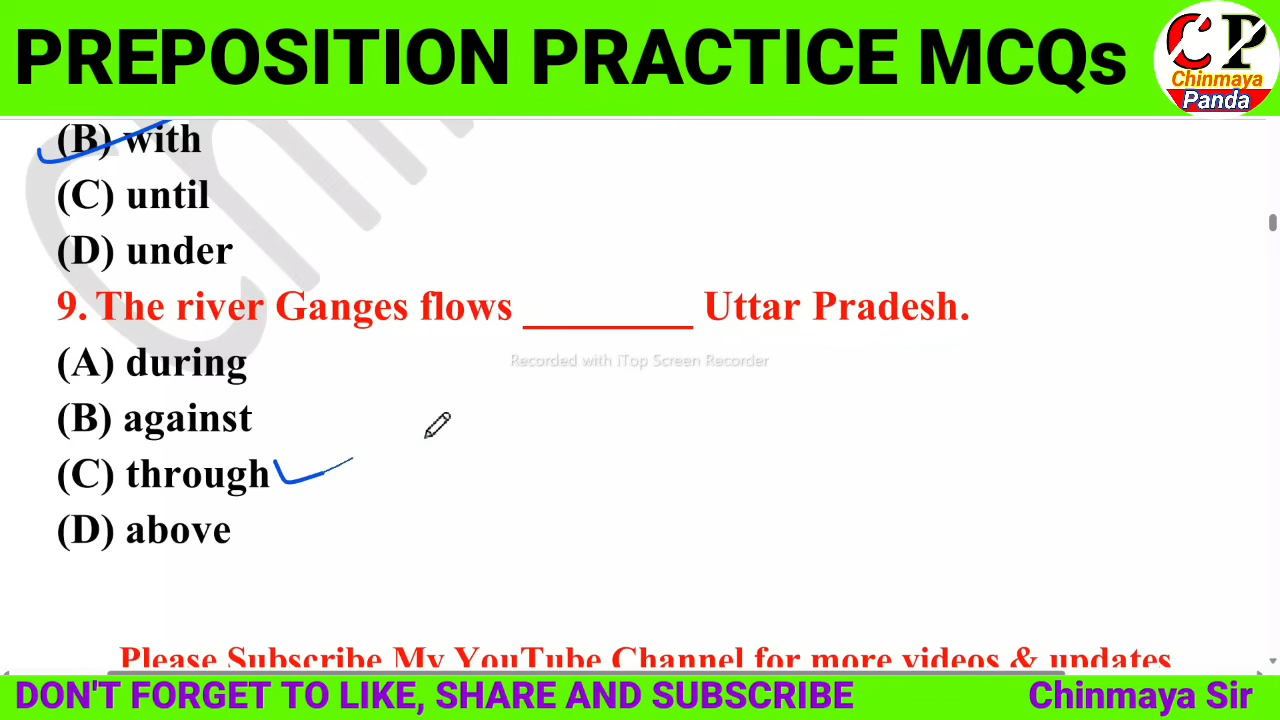 PREPOSITION PRACTICE MCQs
CP
Chinmaya
Panda
(B) with
(C) until
(D) under
9. The river Ganges flows ________ Uttar Pradesh.
Recorded with iTop Screen Recorder
(A) during
(B) against
(C) through
(D) above
Please Subscribe My YouTube Channel for more videos & updates
DON'T FORGET TO LIKE, SHARE AND SUBSCRIBE
Chinmaya Sir